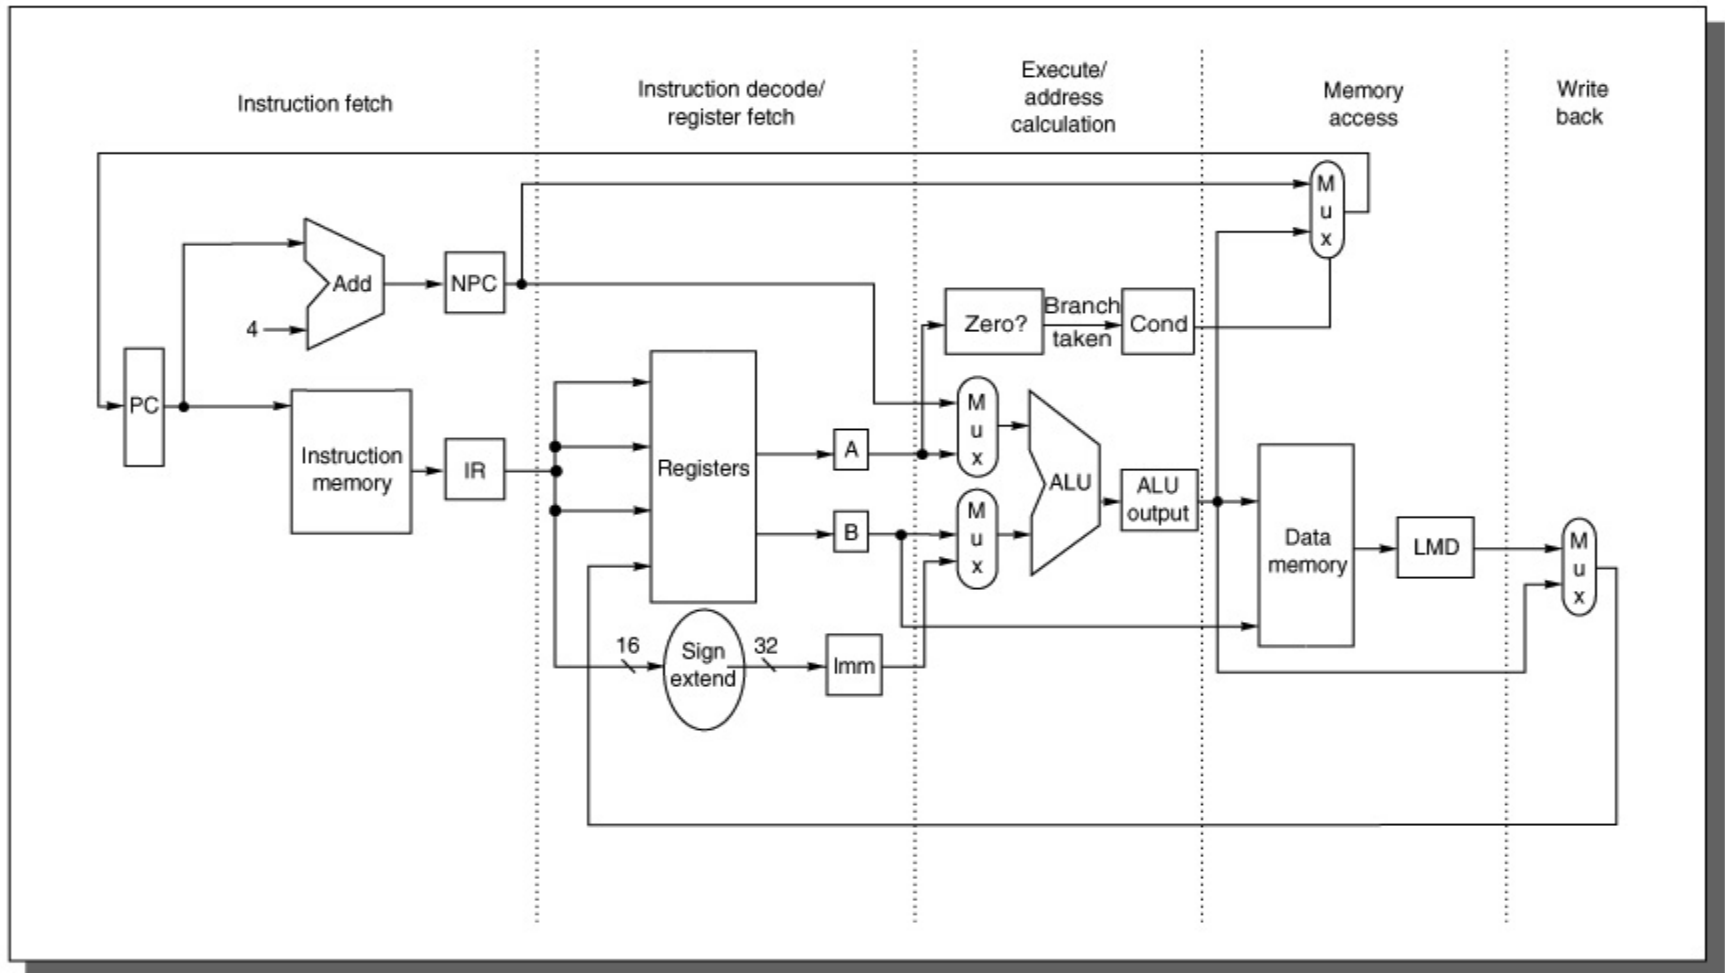 Instruction fetch
Instruction decode/
register fetch
Execute/
address
calculation
Memory
access
Write
back
M
u
x
Add
NPC
4
Zero?
Branch
taken
Cond
PC
Instruction
memory
IR
Registers
A
B
M
u
x
M
u
x
ALU
ALU
output
Data
memory
LMD
M
u
x
16
Sign
extend
32
Imm